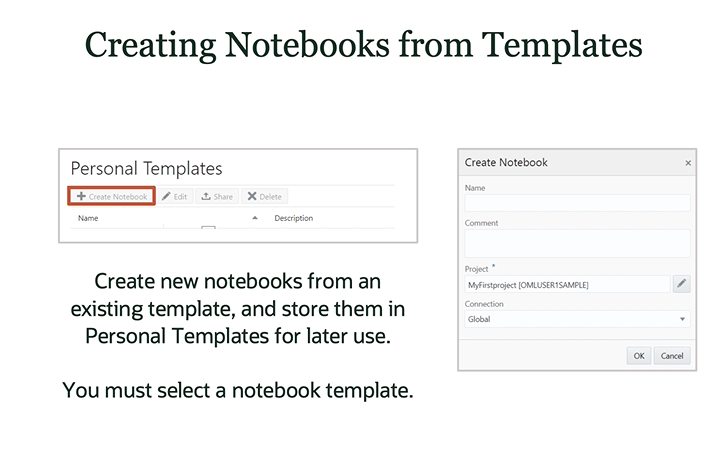 Creating Notebooks from Templates
Personal Templates
Create Notebook Edit Share Delete
Name Description
Create new notebooks from an
existing template, and store them in
Personal Templates for later use.
You must select a notebook template.
Create Notebook ×
Name
Comment
Project *
MyFirstproject [OMLUSER1SAMPLE]
Connection
Global
OK Cancel